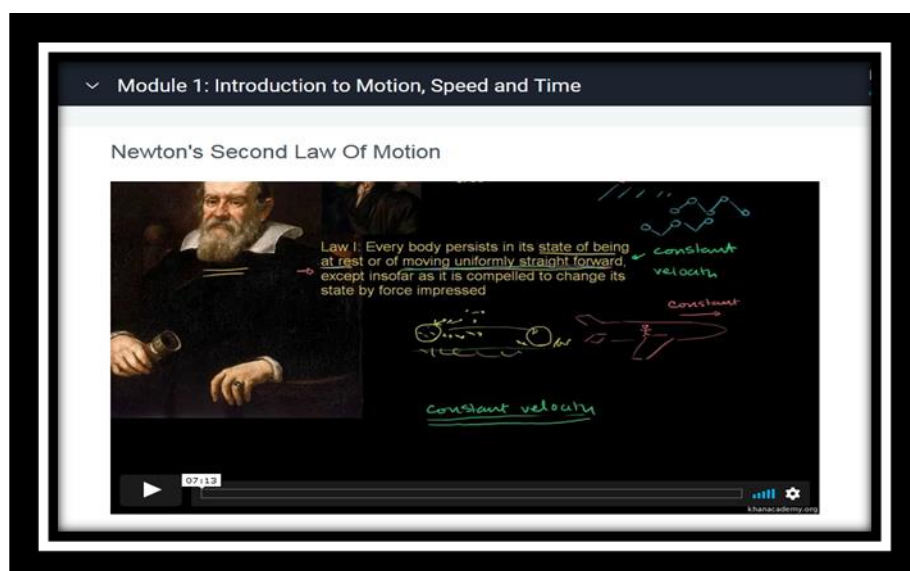 Module 1: Introduction to Motion, Speed and Time
Newton's Second Law Of Motion
Law I: Every body persists in its state of being
at rest or of moving uniformly straight forward,
except insofar as it is compelled to change its
state by force impressed
constant
velocity
constant
constant velocity
07:13
khanacademy.org